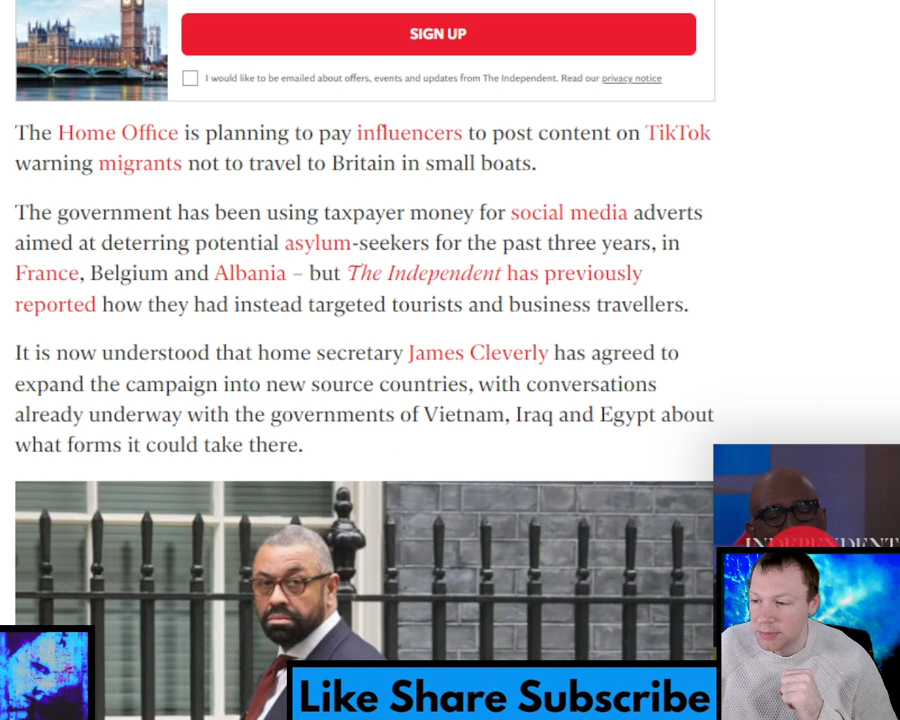 SIGN UP
I would like to be emailed about offers, events and updates from The Independent. Read our privacy notice
The Home Office is planning to pay influencers to post content on TikTok
warning migrants not to travel to Britain in small boats.
The government has been using taxpayer money for social media adverts
aimed at deterring potential asylum-seekers for the past three years, in
France, Belgium and Albania – but The Independent has previously
reported how they had instead targeted tourists and business travellers.
It is now understood that home secretary James Cleverly has agreed to
expand the campaign into new source countries, with conversations
already underway with the governments of Vietnam, Iraq and Egypt about
what forms it could take there.
INDEPENDENT
Like Share Subscribe